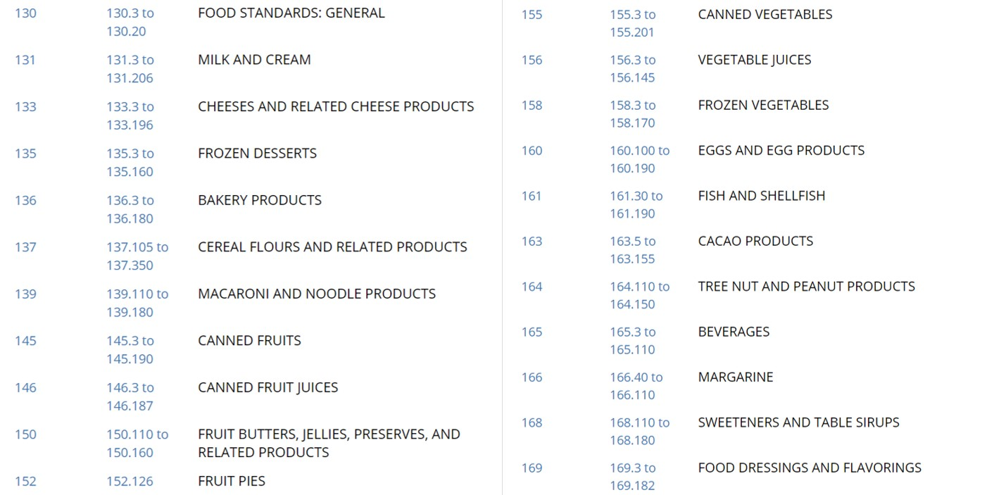 130 130.3 to FOOD STANDARDS: GENERAL
130.20
131 131.3 to MILK AND CREAM
131.206
133 133.3 to CHEESES AND RELATED CHEESE PRODUCTS
133.196
135 135.3 to FROZEN DESSERTS
135.160
136 136.3 to BAKERY PRODUCTS
136.180
137 137.105 to CEREAL FLOURS AND RELATED PRODUCTS
137.350
139 139.110 to MACARONI AND NOODLE PRODUCTS
139.180
145 145.3 to CANNED FRUITS
145.190
146 146.3 to CANNED FRUIT JUICES
146.187
150 150.110 to FRUIT BUTTERS, JELLIES, PRESERVES, AND
150.160 RELATED PRODUCTS
152 152.126 FRUIT PIES
155 155.3 to CANNED VEGETABLES
155.201
156 156.3 to VEGETABLE JUICES
156.145
158 158.3 to FROZEN VEGETABLES
158.170
160 160.100 to EGGS AND EGG PRODUCTS
160.190
161 161.30 to FISH AND SHELLFISH
161.190
163 163.5 to CACAO PRODUCTS
163.155
164 164.110 to TREE NUT AND PEANUT PRODUCTS
164.150
165 165.3 to BEVERAGES
165.110
166 166.40 to MARGARINE
166.110
168 168.110 to SWEETENERS AND TABLE SIRUPS
168.180
169 169.3 to FOOD DRESSINGS AND FLAVORINGS
169.182